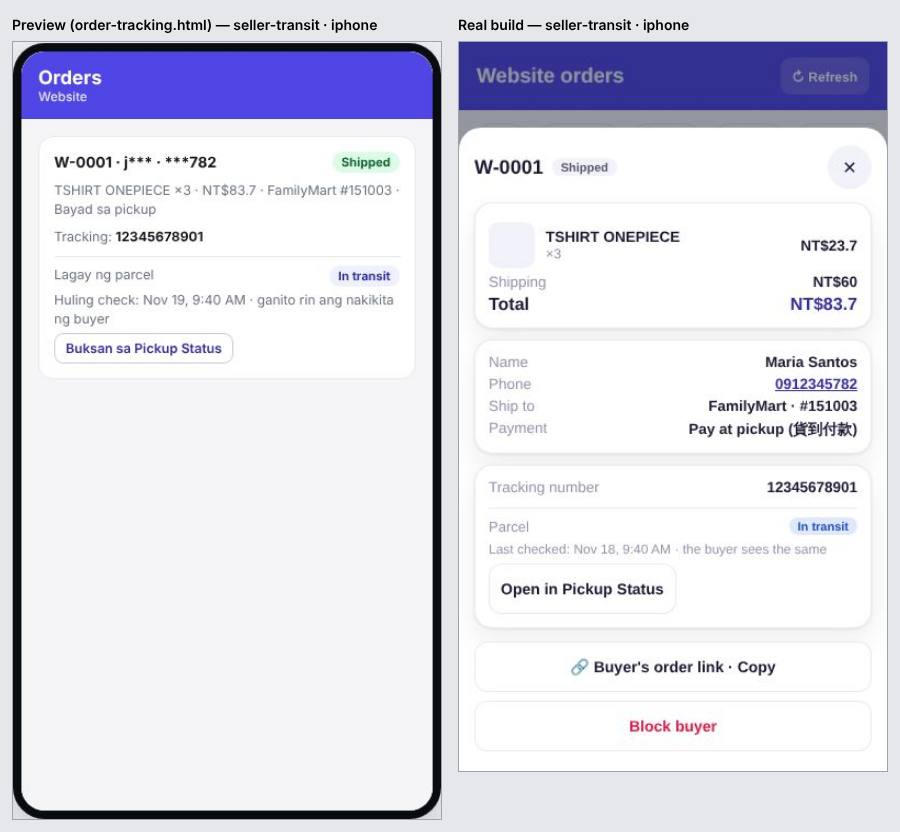 Preview (order-tracking.html) — seller-transit · iphone
Orders
Website
W-0001 · j*** · ***782
Shipped
TSHIRT ONEPIECE ×3 · NT$83.7 · FamilyMart #151003 ·
Bayad sa pickup
Tracking: 12345678901
Lagay ng parcel
In transit
Huling check: Nov 19, 9:40 AM · ganito rin ang nakikita
ng buyer
Buksan sa Pickup Status
Real build — seller-transit · iphone
Website orders
↻ Refresh
W-0001
Shipped
✕
TSHIRT ONEPIECE
×3
NT$23.7
Shipping
NT$60
Total
NT$83.7
Name
Maria Santos
Phone
0912345782
Ship to
FamilyMart · #151003
Payment
Pay at pickup (貨到付款)
Tracking number
12345678901
Parcel
In transit
Last checked: Nov 18, 9:40 AM · the buyer sees the same
Open in Pickup Status
🔗 Buyer's order link · Copy
Block buyer